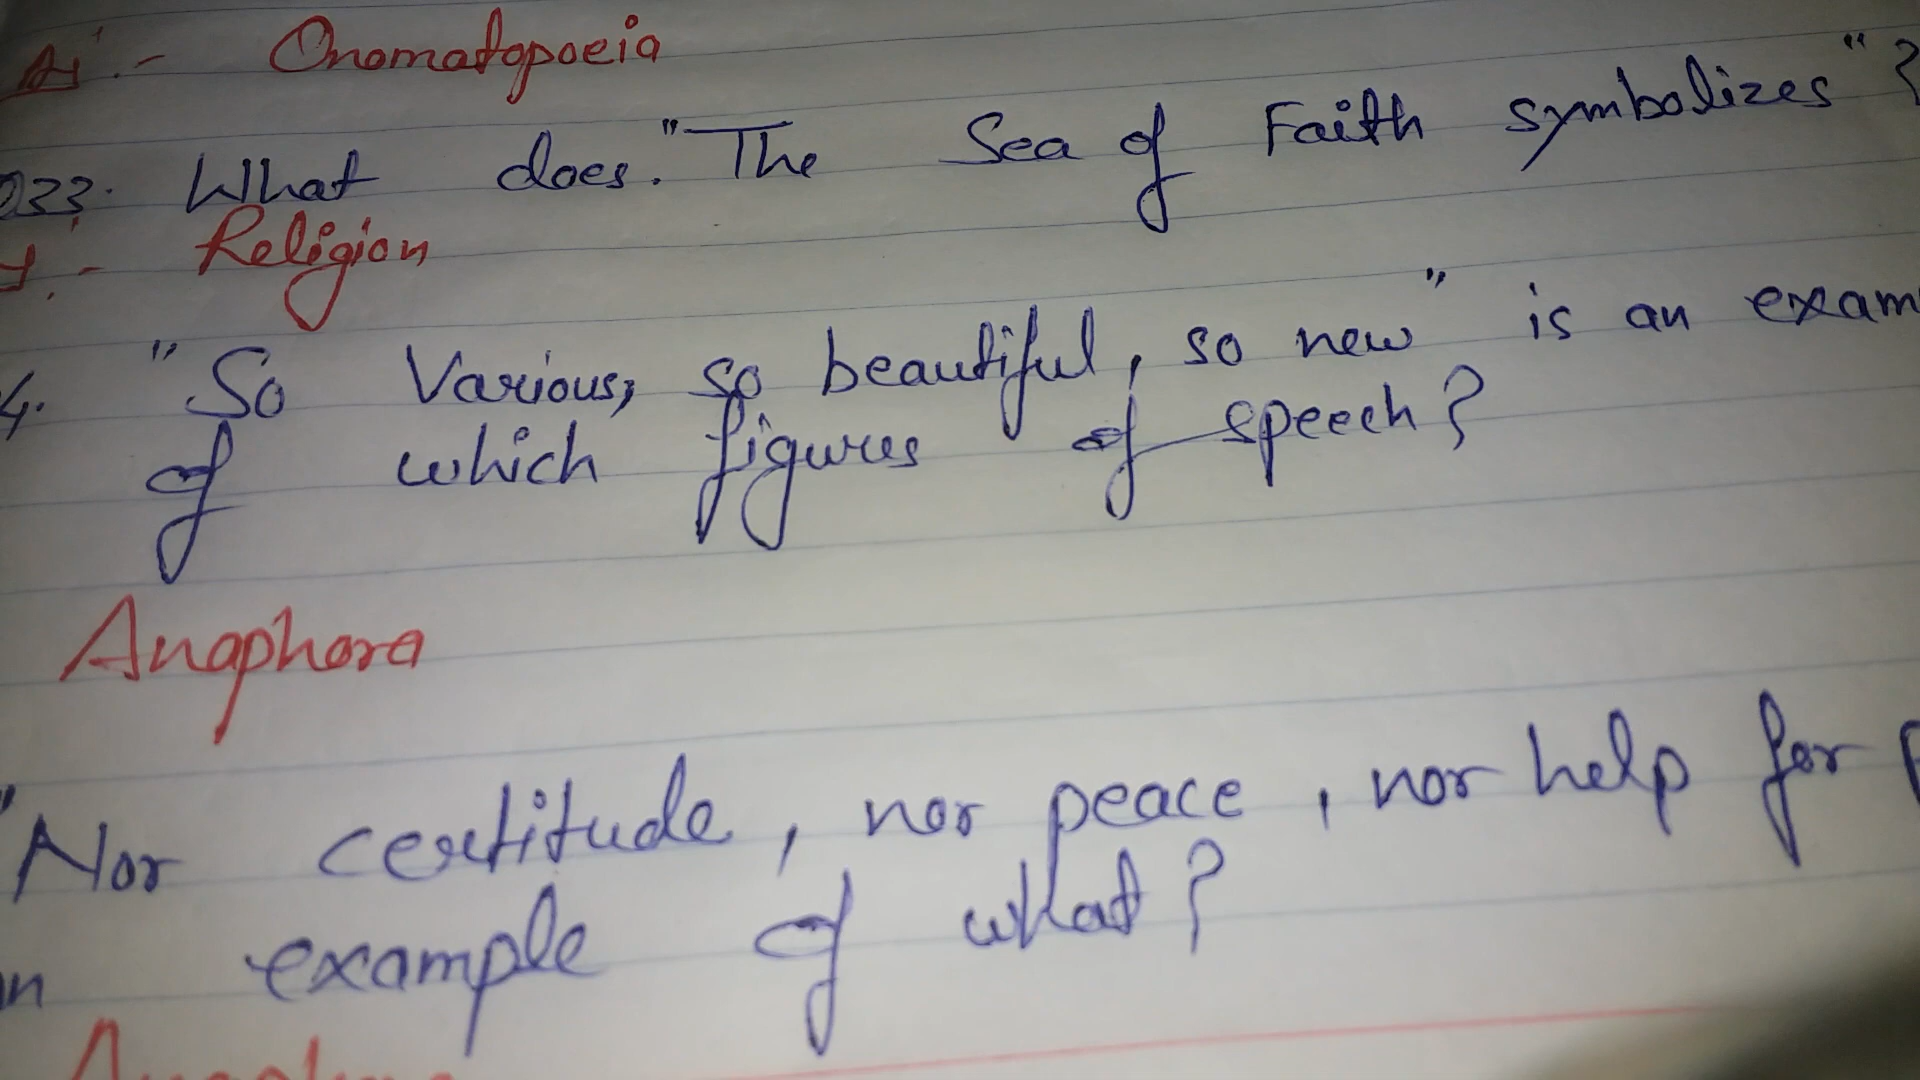 A:- Onomatopoeia
Q33. What does. "The Sea of Faith symbolizes"?
:- Religion
4. "So Various, so beautiful, so new" is an exam
of which figures of speech?
Anaphora
"Nor certitude, nor peace, nor help for
example of what?